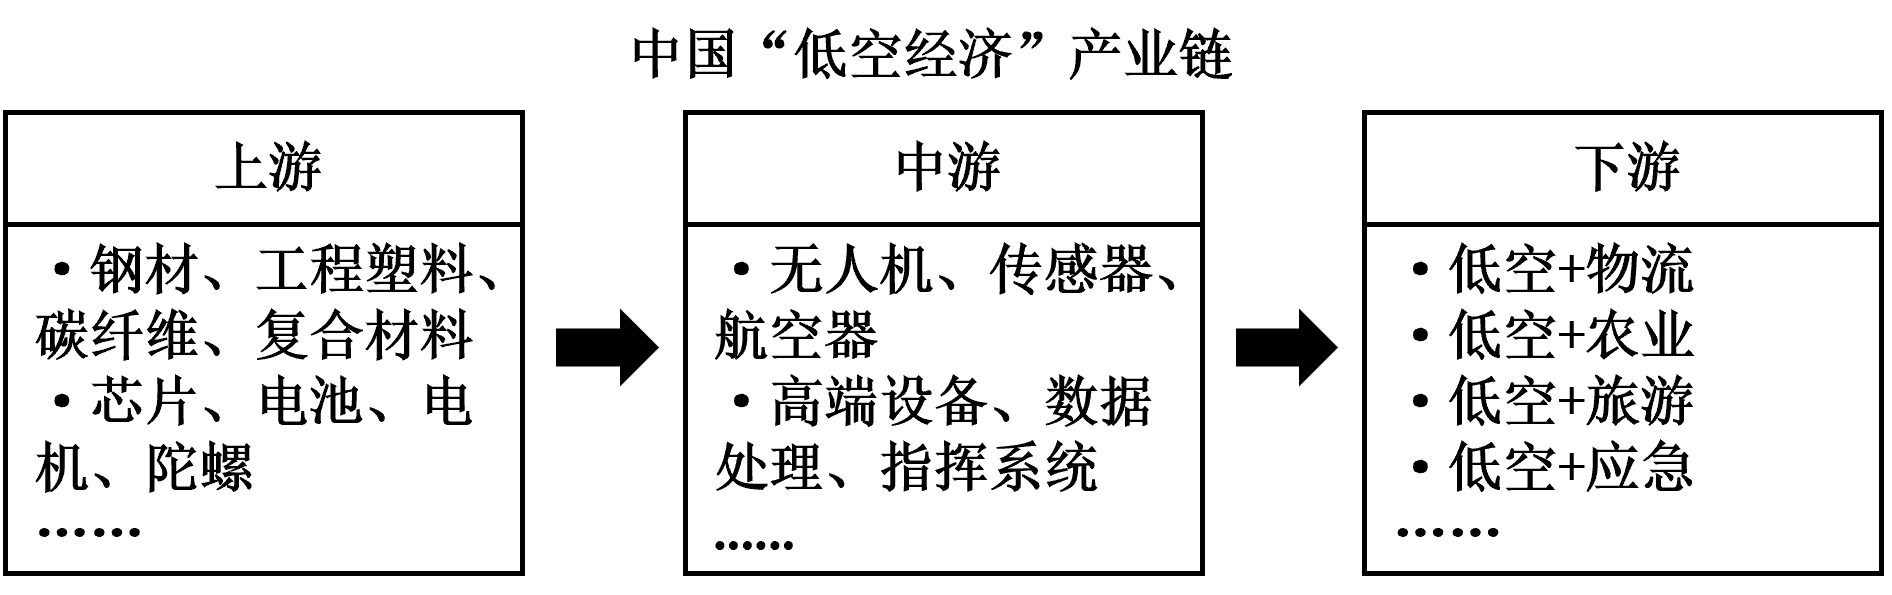 中国“低空经济”产业链
上游
·钢材、工程塑料、
碳纤维、复合材料
·芯片、电池、电
机、陀螺
……
中游
·无人机、传感器、
航空器
·高端设备、数据
处理、指挥系统
……
下游
·低空+物流
·低空+农业
·低空+旅游
·低空+应急
……